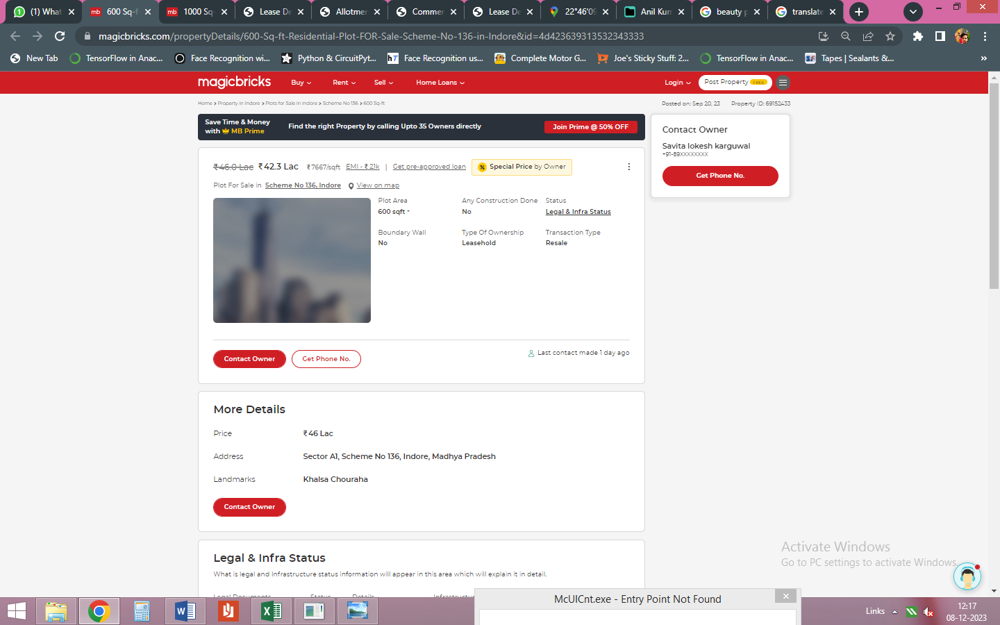 (1) What
600 Sq-f
1000 Sq-
Lease De
Allotmen
Commer
Lease De
22°46'09
Anil Kum
beauty p
translate
magicbricks.com/propertyDetails/600-Sq-ft-Residential-Plot-FOR-Sale-Scheme-No-136-in-Indore&id=4d423639313532343333
New Tab
TensorFlow in Anac...
Face Recognition wi...
Python & CircuitPyt...
hT Face Recognition us...
Complete Motor G...
Joe's Sticky Stuff: 2...
TensorFlow in Anac...
Tapes | Sealants &...
»
magicbricks Buy Rent Sell Home Loans Login Post Property FREE
Home > Property in Indore > Plots for Sale in Indore > Scheme No 136 > 600 Sq-ft
Posted on: Sep 20, 23 Property ID: 69152433
Save Time & Money
with MB Prime
Find the right Property by calling Upto 35 Owners directly
Join Prime @ 50% OFF
Contact Owner
Savita lokesh karguwal
+91-89XXXXXXXX
Get Phone No.
₹46.0 Lac ₹42.3 Lac ₹7667/sqft EMI - ₹ 21k | Get pre-approved loan % Special Price by Owner
Plot For Sale in Scheme No 136, Indore View on map
Plot Area Any Construction Done Status
600 sqft No Legal & Infra Status
Boundary Wall Type Of Ownership Transaction Type
No Leasehold Resale
Contact Owner Get Phone No. Last contact made 1 day ago
More Details
Price ₹46 Lac
Address Sector A1, Scheme No 136, Indore, Madhya Pradesh
Landmarks Khalsa Chouraha
Contact Owner
Legal & Infra Status
What is legal and Infrastructure status information will appear in this area which will explain it in detail.
Legal Documents Status Details Infrastructu
Activate Windows
Go to PC settings to activate Windows.
McUICnt.exe - Entry Point Not Found
Links
12:17
08-12-2023